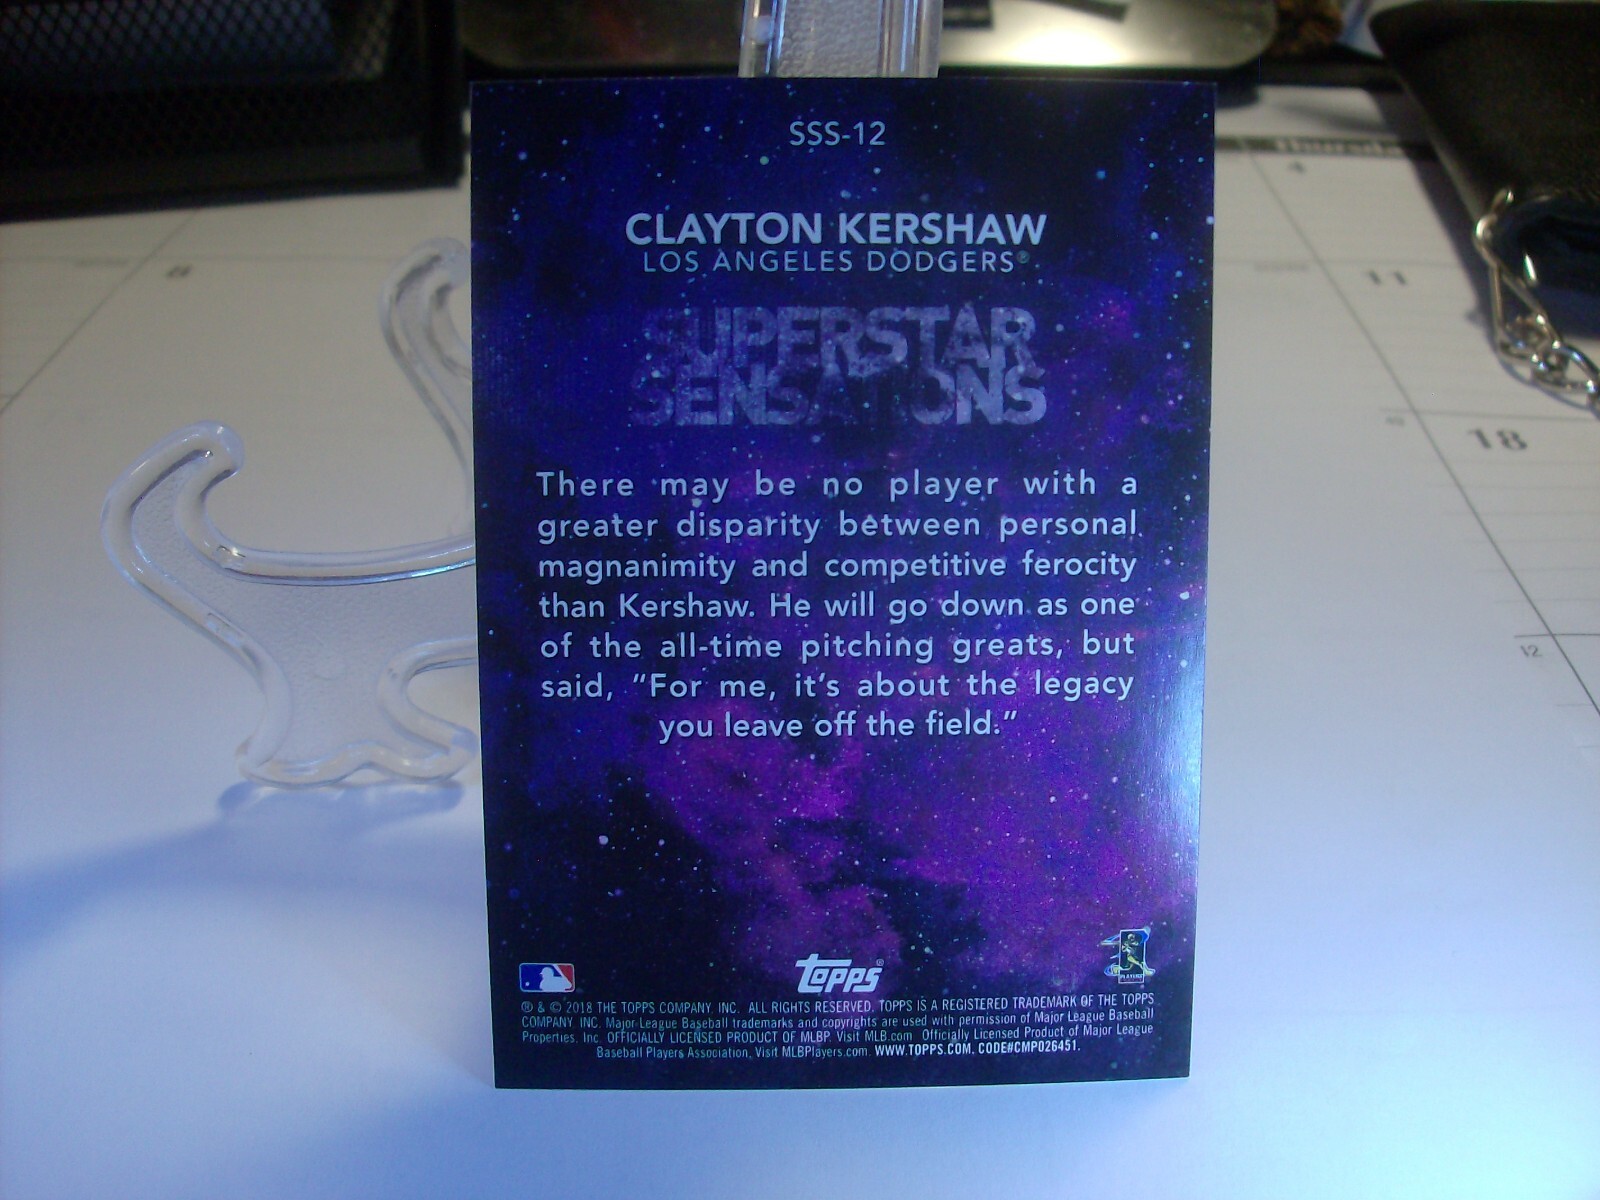 SSS-12
CLAYTON KERSHAW
LOS ANGELES DODGERS®
SUPERSTAR
SENSATIONS
There may be no player with a
greater disparity between personal
magnanimity and competitive ferocity
than Kershaw. He will go down as one
of the all-time pitching greats, but
said, “For me, it’s about the legacy
you leave off the field.”
topps®
® & © 2018 THE TOPPS COMPANY, INC. ALL RIGHTS RESERVED. TOPPS IS A REGISTERED TRADEMARK OF THE TOPPS
COMPANY, INC. Major League Baseball trademarks and copyrights are used with permission of Major League Baseball
Properties, Inc. OFFICIALLY LICENSED PRODUCT OF MLBP. Visit MLB.com Officially Licensed Product of Major League
Baseball Players Association, Visit MLBPlayers.com. WWW.TOPPS.COM. CODE#CMP026451.
Thursday
4
8
11
18
12